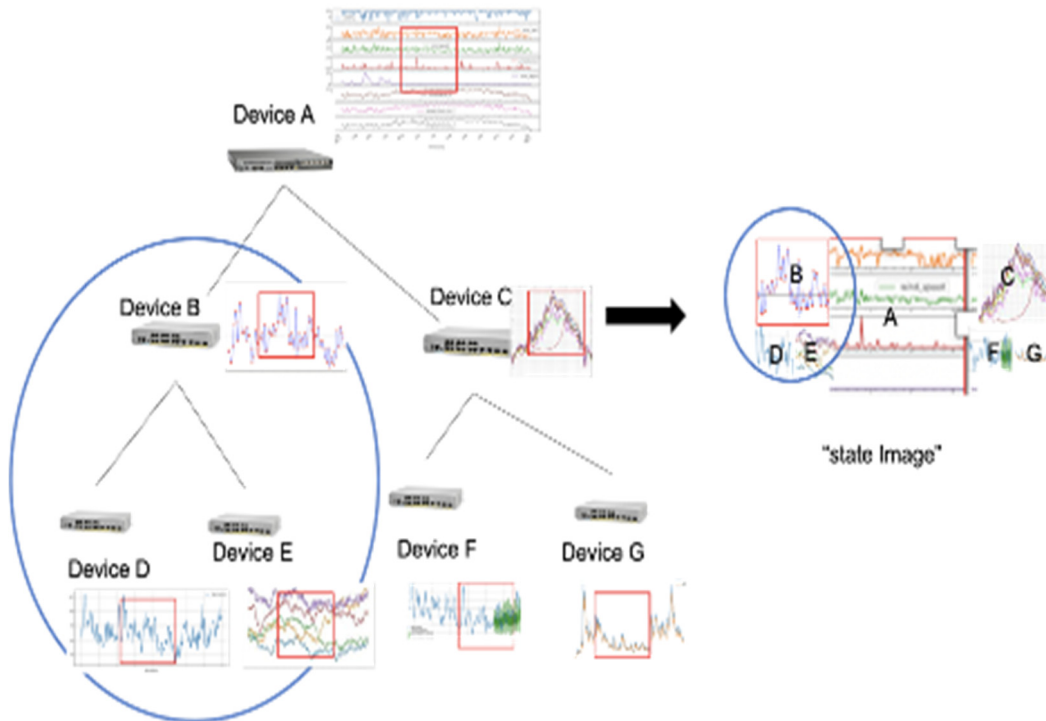 Device A
Device B
Device C
B
C
A
D
E
F
G
"state Image"
Device D
Device E
Device F
Device G